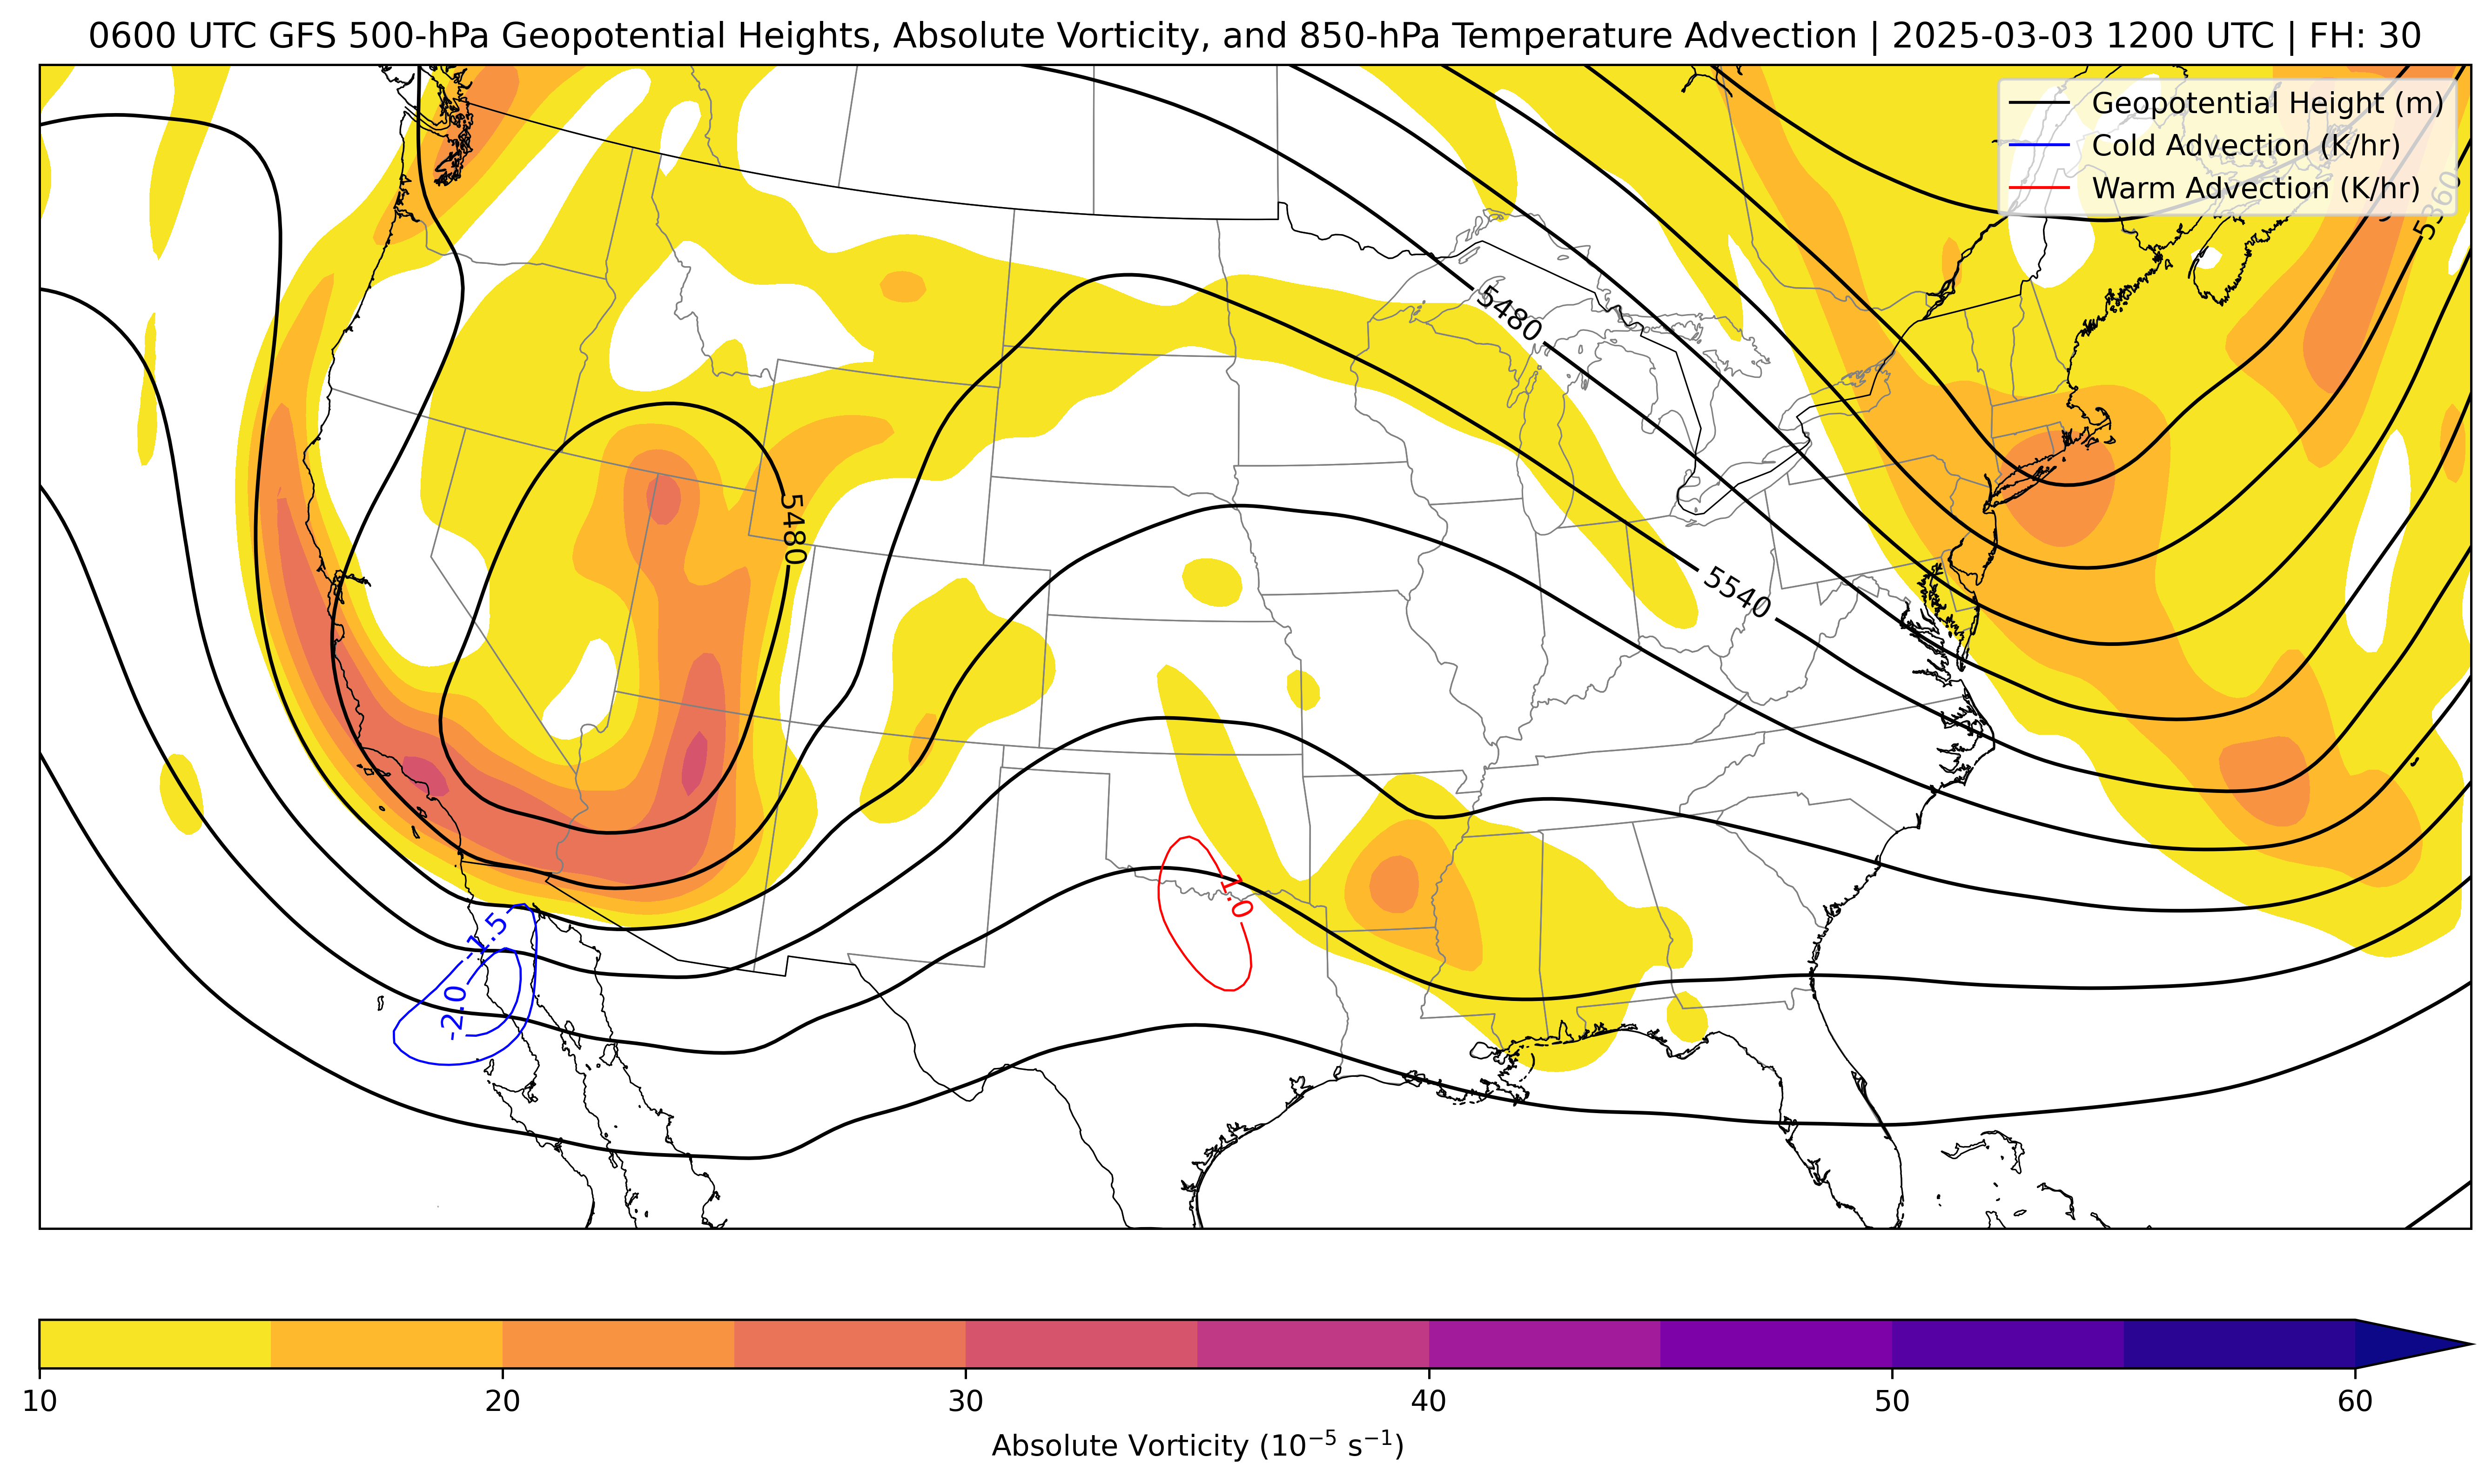 0600 UTC GFS 500-hPa Geopotential Heights, Absolute Vorticity, and 850-hPa Temperature Advection | 2025-03-03 1200 UTC | FH: 30
Geopotential Height (m)
Cold Advection (K/hr)
Warm Advection (K/hr)
5360
5480
5480
5540
1.0
-1.5
-2.0
10 20 30 40 50 60
Absolute Vorticity (10⁻⁵ s⁻¹)